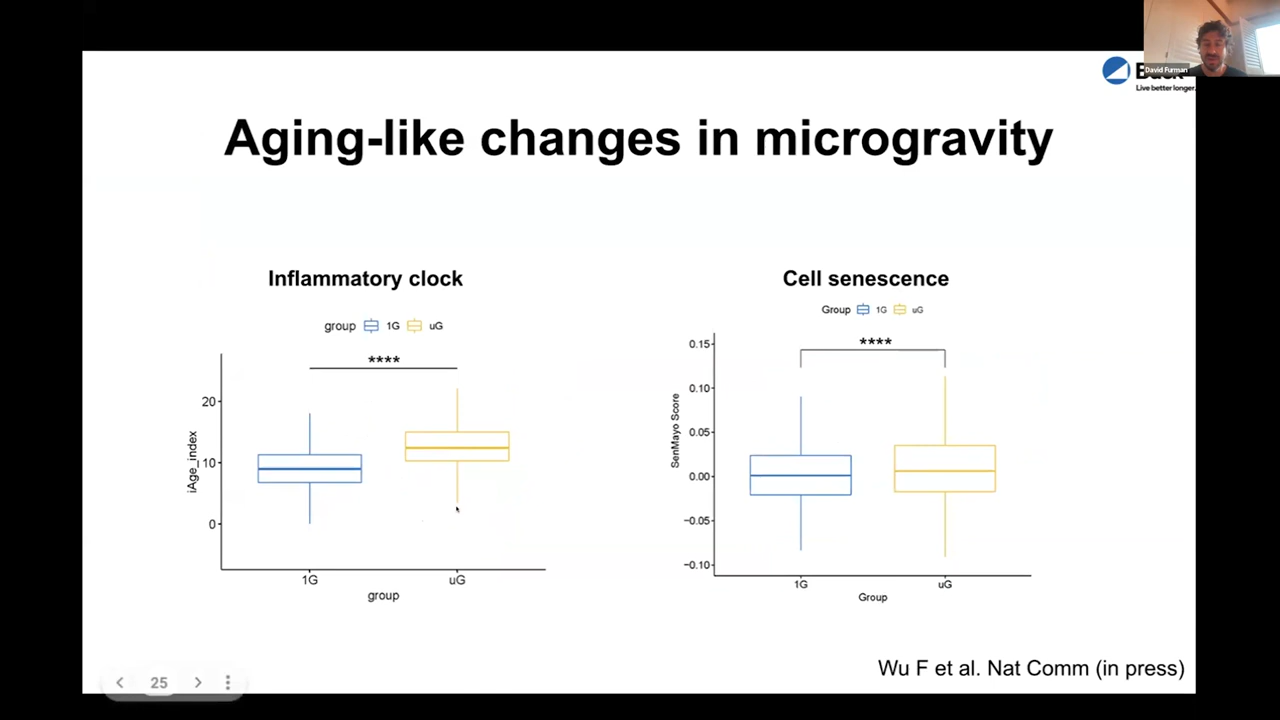 David Furman
Live better longer.
Aging-like changes in microgravity
Inflammatory clock
group 1G uG
****
20
10
0
iAge_index
1G uG
group
Cell senescence
Group 1G uG
****
0.15
0.10
0.05
0.00
−0.05
−0.10
SenMayo Score
1G uG
Group
Wu F et al. Nat Comm (in press)
25